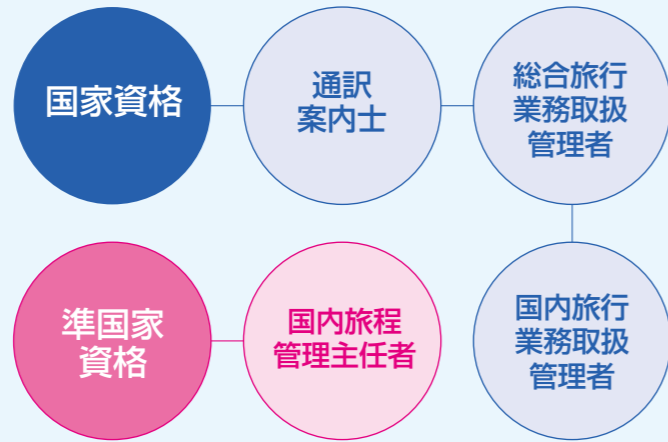 国家資格
通訳
案内士
総合旅行
業務取扱
管理者
準国家
資格
国内旅程
管理主任者
国内旅行
業務取扱
管理者